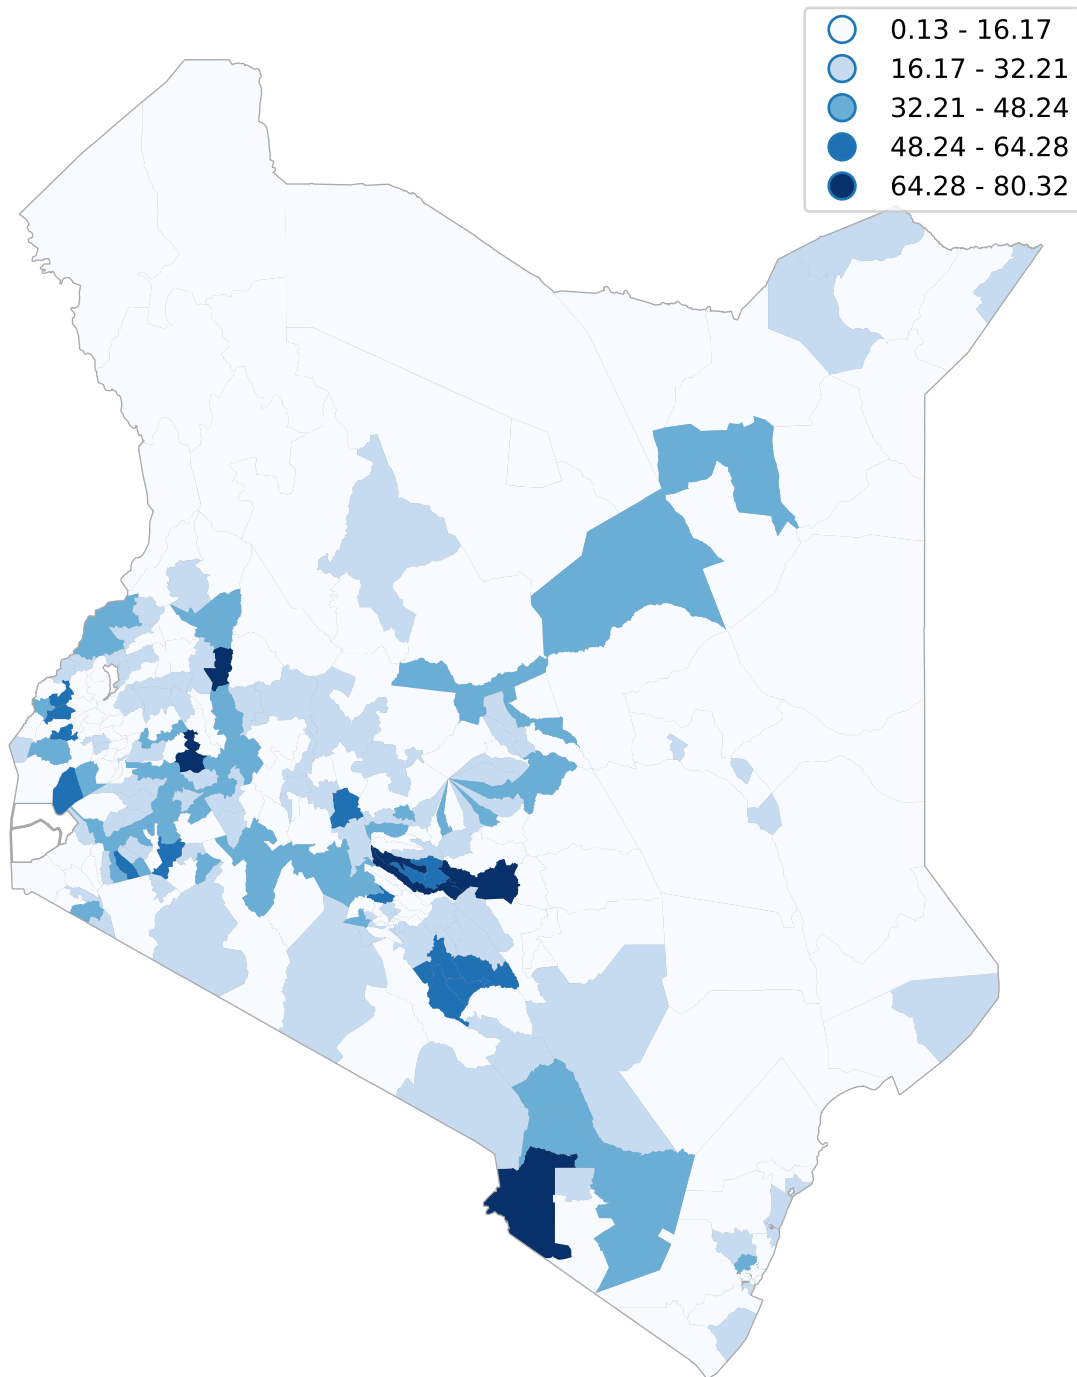 0.13 - 16.17
16.17 - 32.21
32.21 - 48.24
48.24 - 64.28
64.28 - 80.32